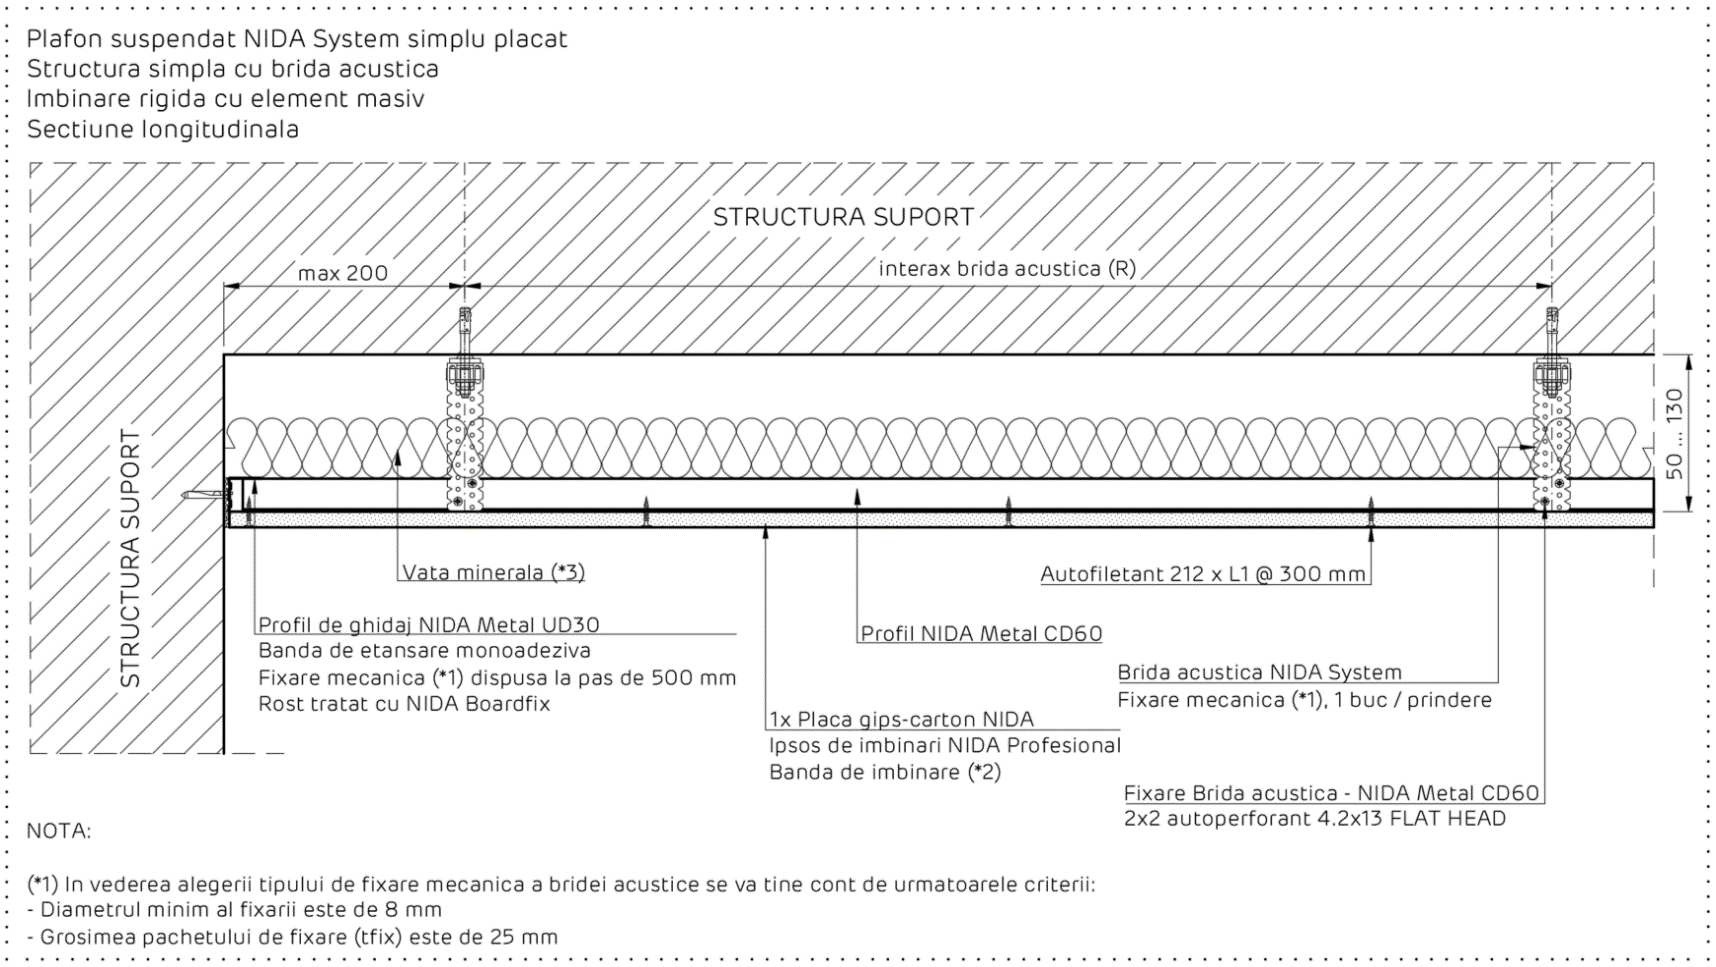 Plafon suspendat NIDA System simplu placat
Structura simpla cu brida acustica
Imbinare rigida cu element masiv
Sectiune longitudinala
STRUCTURA SUPORT
max 200
interax brida acustica (R)
50 ... 130
STRUCTURA SUPORT
Vata minerala (*3)
Autofiletant 212 x L1 @ 300 mm
Profil de ghidaj NIDA Metal UD30
Banda de etansare monoadeziva
Fixare mecanica (*1) dispusa la pas de 500 mm
Rost tratat cu NIDA Boardfix
Profil NIDA Metal CD60
Brida acustica NIDA System
Fixare mecanica (*1), 1 buc / prindere
1x Placa gips-carton NIDA
Ipsos de imbinari NIDA Profesional
Banda de imbinare (*2)
Fixare Brida acustica - NIDA Metal CD60
2x2 autoperforant 4.2x13 FLAT HEAD
NOTA:
(*1) In vederea alegerii tipului de fixare mecanica a bridei acustice se va tine cont de urmatoarele criterii:
- Diametrul minim al fixarii este de 8 mm
- Grosimea pachetului de fixare (tfix) este de 25 mm